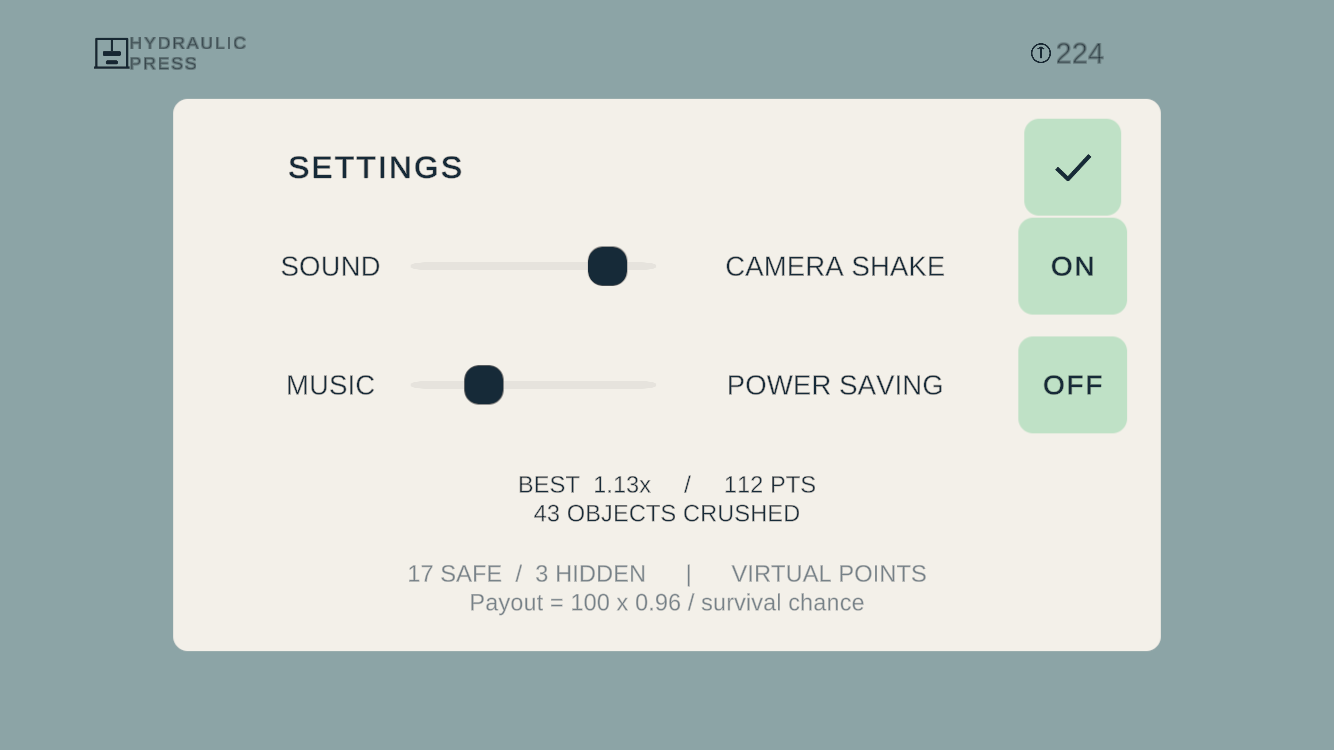 HYDRAULIC
PRESS
224
SETTINGS
SOUND
CAMERA SHAKE
ON
MUSIC
POWER SAVING
OFF
BEST 1.13x / 112 PTS
43 OBJECTS CRUSHED
17 SAFE / 3 HIDDEN | VIRTUAL POINTS
Payout = 100 x 0.96 / survival chance